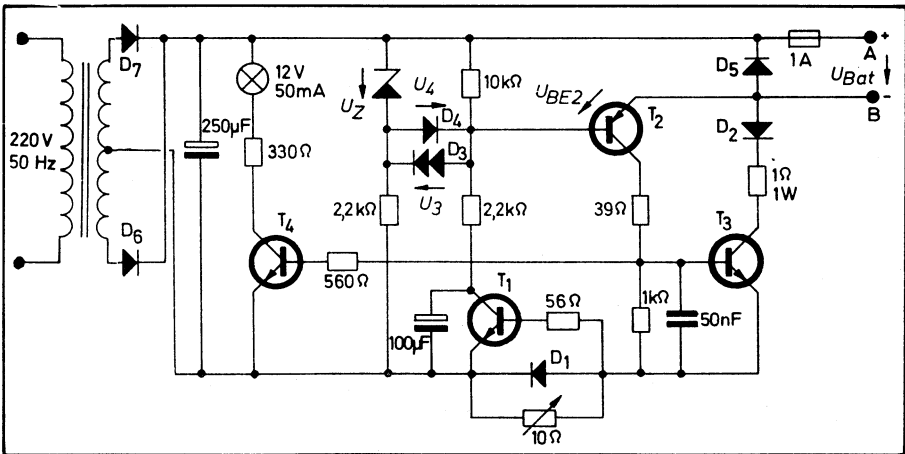 220V
50 Hz
D7
D6
250µF
12V
50mA
330Ω
T4
560Ω
UZ
U4
D4
D3
U3
10kΩ
2,2kΩ
2,2kΩ
100µF
T1
56Ω
D1
10Ω
UBE2
T2
39Ω
1kΩ
50nF
T3
D5
D2
1Ω
1W
1A
A
+
UBat
-
B